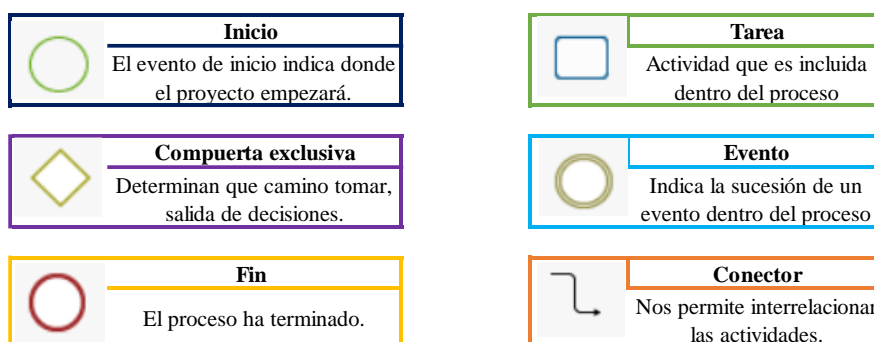 Inicio
El evento de inicio indica donde
el proyecto empezará.
Tarea
Actividad que es incluida
dentro del proceso
Compuerta exclusiva
Determinan que camino tomar,
salida de decisiones.
Evento
Indica la sucesión de un
evento dentro del proceso
Fin
El proceso ha terminado.
Conector
Nos permite interrelacionar
las actividades.